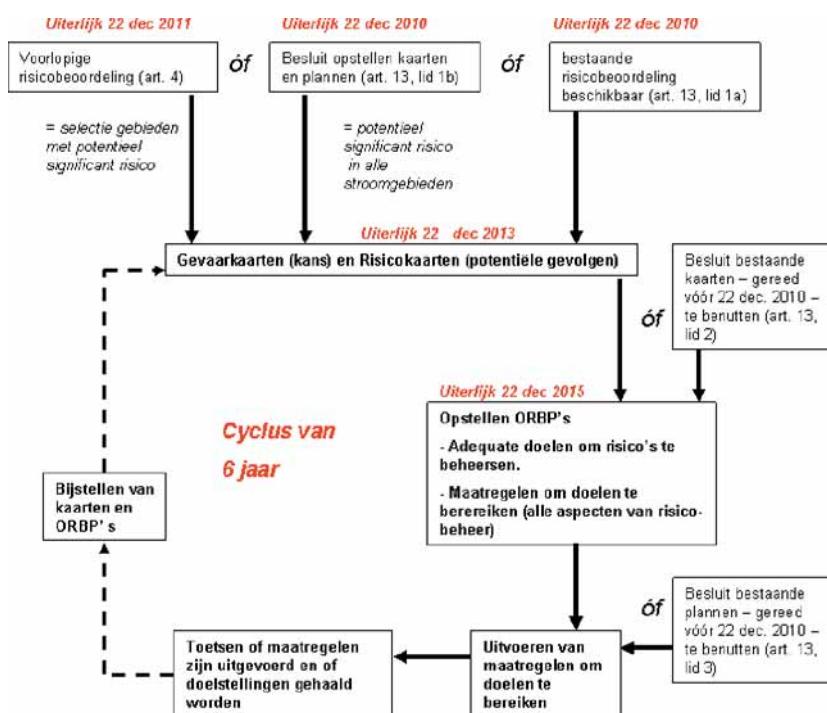 Uiterlijk 22 dec 2011
Voorlopige
risicobeoordeling (art. 4)
= selectie gebieden
met potentieel
significant risico
óf
Uiterlijk 22 dec 2010
Besluit opstellen kaarten
en plannen (art. 13, lid 1b)
= potentieel
significant risico
in alle
stroomgebieden
óf
Uiterlijk 22 dec 2010
bestaande
risicobeoordeling
beschikbaar (art. 13, lid 1a)
Uiterlijk 22 dec 2013
Gevaarkaarten (kans) en Risicokaarten (potentiële gevolgen)
óf
Besluit bestaande
kaarten – gereed
vóór 22 dec. 2010 –
te benutten (art. 13,
lid 2)
Uiterlijk 22 dec 2015
Opstellen ORBP's
- Adequate doelen om risico's te
beheersen.
- Maatregelen om doelen te
berereiken (alle aspecten van risico-
beheer)
Cyclus van
6 jaar
Bijstellen van
kaarten en
ORBP' s
óf
Besluit bestaande
plannen – gereed
vóór 22 dec. 2010 –
te benutten (art. 13,
lid 3)
Uitvoeren van
maatregelen om
doelen te
bereiken
Toetsen of maatregelen
zijn uitgevoerd en of
doelstellingen gehaald
worden